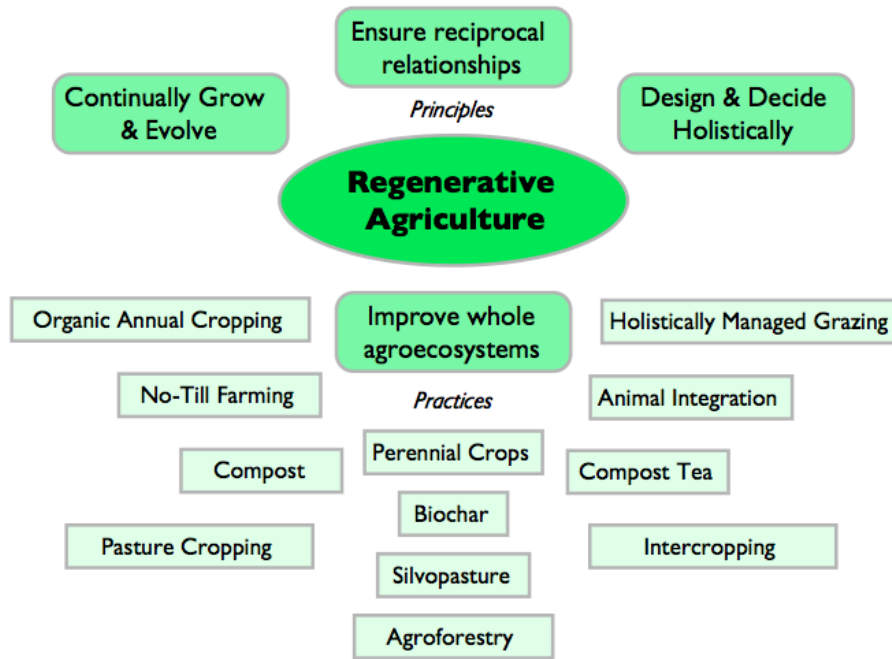 Ensure reciprocal
relationships
Continually Grow
& Evolve
Principles
Design & Decide
Holistically
Regenerative
Agriculture
Organic Annual Cropping
Improve whole
agroecosystems
Holistically Managed Grazing
No-Till Farming
Practices
Animal Integration
Perennial Crops
Compost
Compost Tea
Biochar
Pasture Cropping
Intercropping
Silvopasture
Agroforestry